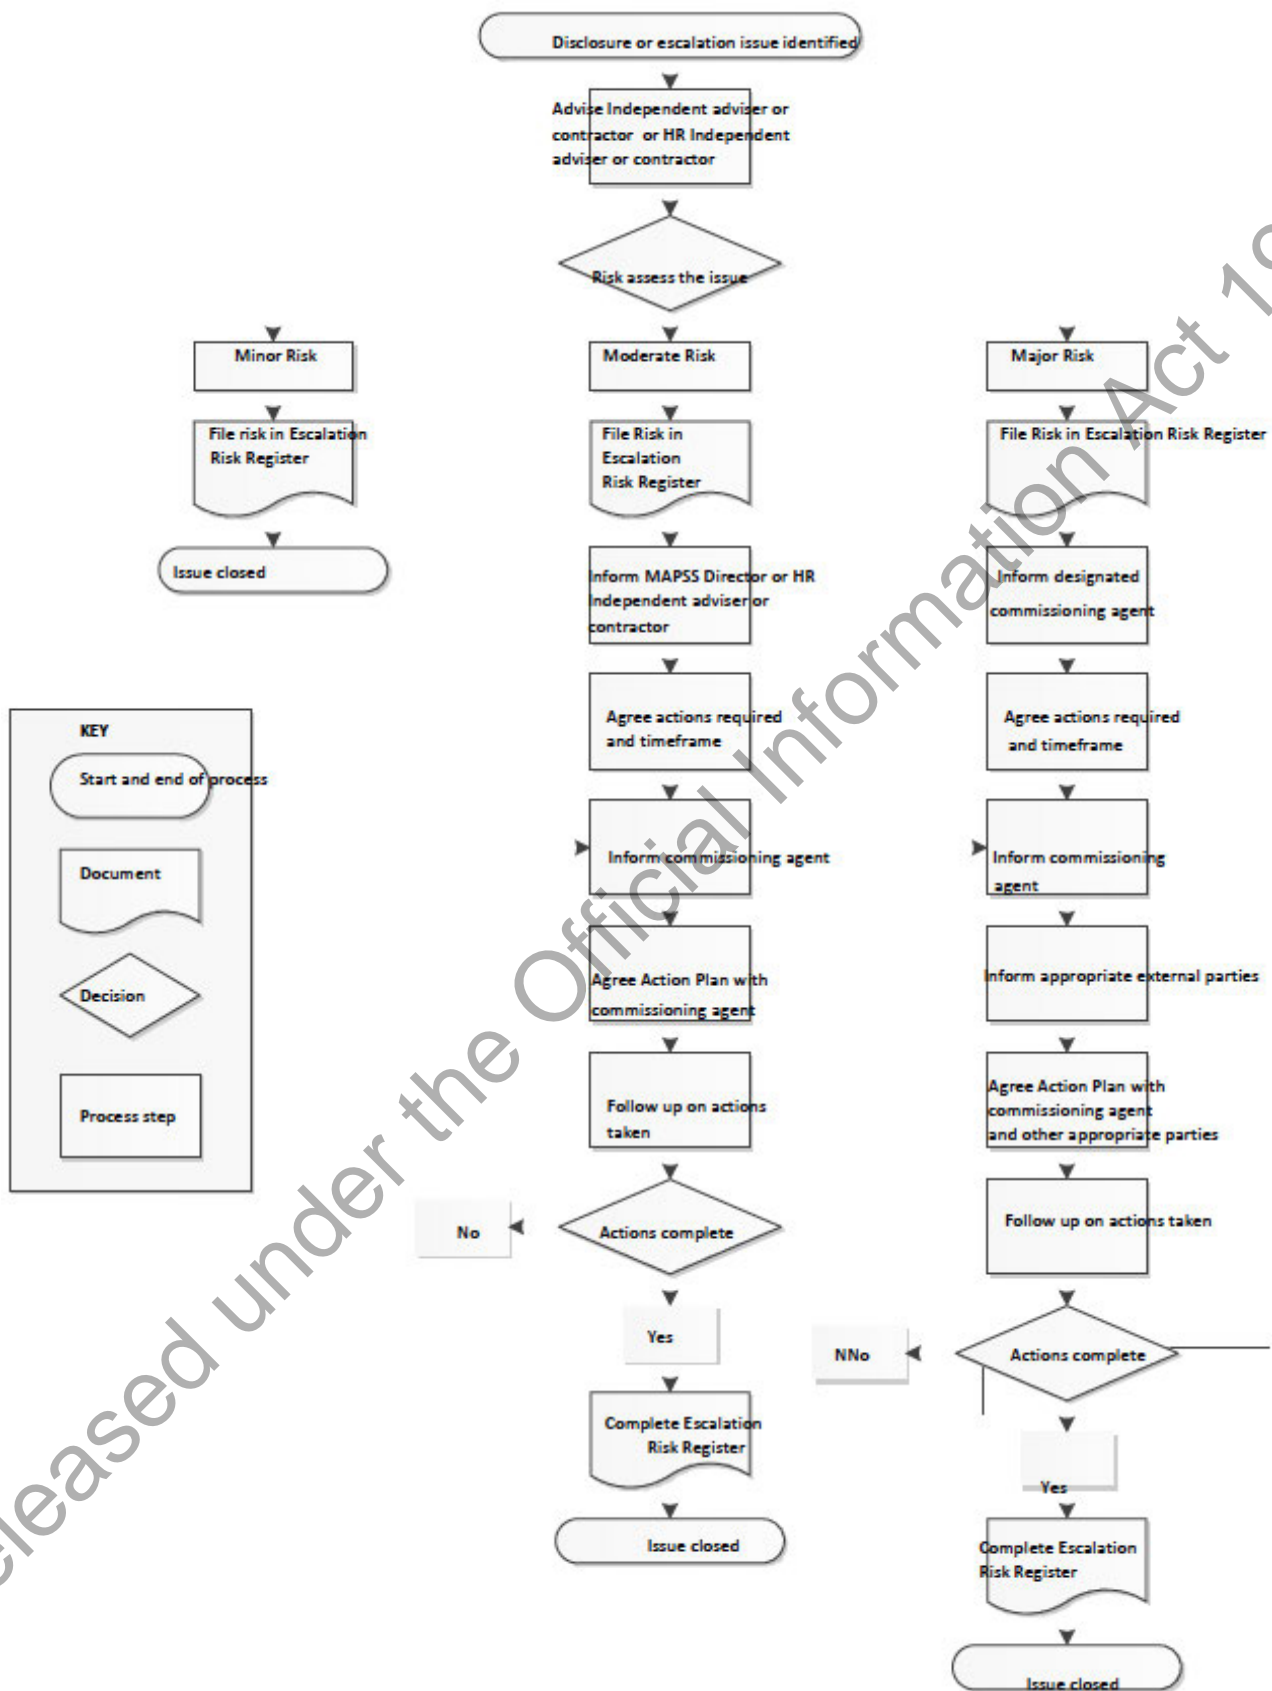 Disclosure or escalation issue identified
Advise Independent adviser or
contractor or HR Independent
adviser or contractor
Risk assess the issue
Minor Risk
File risk in Escalation
Risk Register
Issue closed
Moderate Risk
File Risk in
Escalation
Risk Register
Inform MAPSS Director or HR
Independent adviser or
contractor
Agree actions required
and timeframe
Inform commissioning agent
Agree Action Plan with
commissioning agent
Follow up on actions
taken
Actions complete
No
Yes
Complete Escalation
Risk Register
Issue closed
Major Risk
File Risk in Escalation Risk Register
Inform designated
commissioning agent
Agree actions required
and timeframe
Inform commissioning
agent
Inform appropriate external parties
Agree Action Plan with
commissioning agent
and other appropriate parties
Follow up on actions taken
Actions complete
NNo
Yes
Complete Escalation
Risk Register
Issue closed
KEY
Start and end of process
Document
Decision
Process step
eleased under the Official Information Act 19